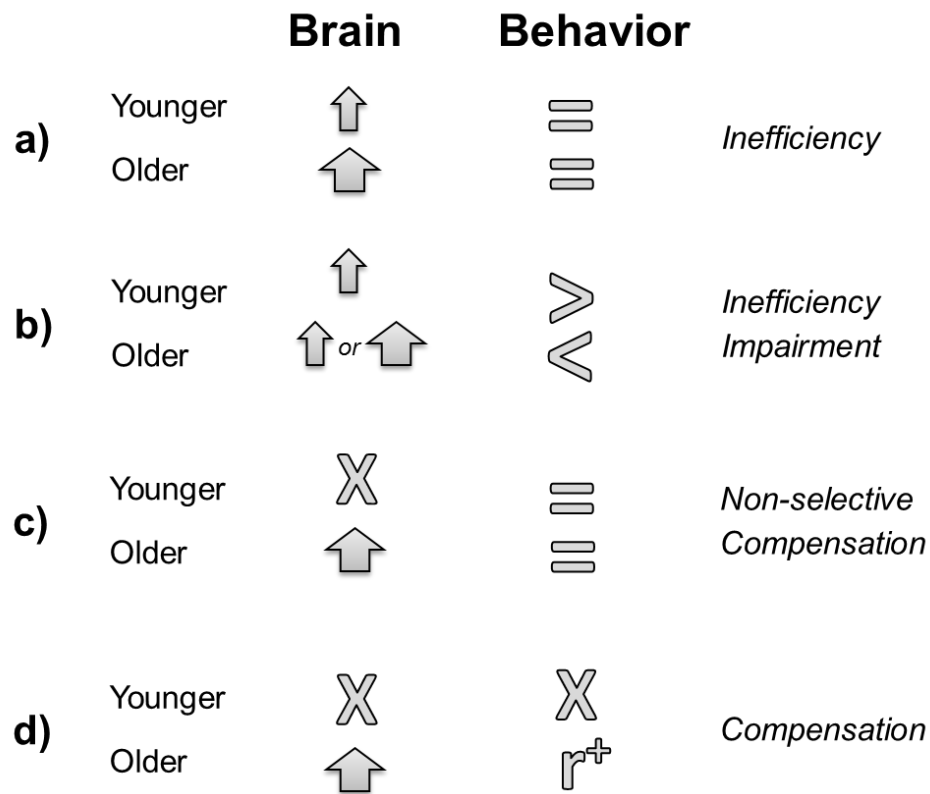 Brain Behavior
a) Younger = Inefficiency
Older =
b) Younger > Inefficiency
Older or < Impairment
c) Younger X = Non-selective
Older = Compensation
d) Younger X X Compensation
Older r+